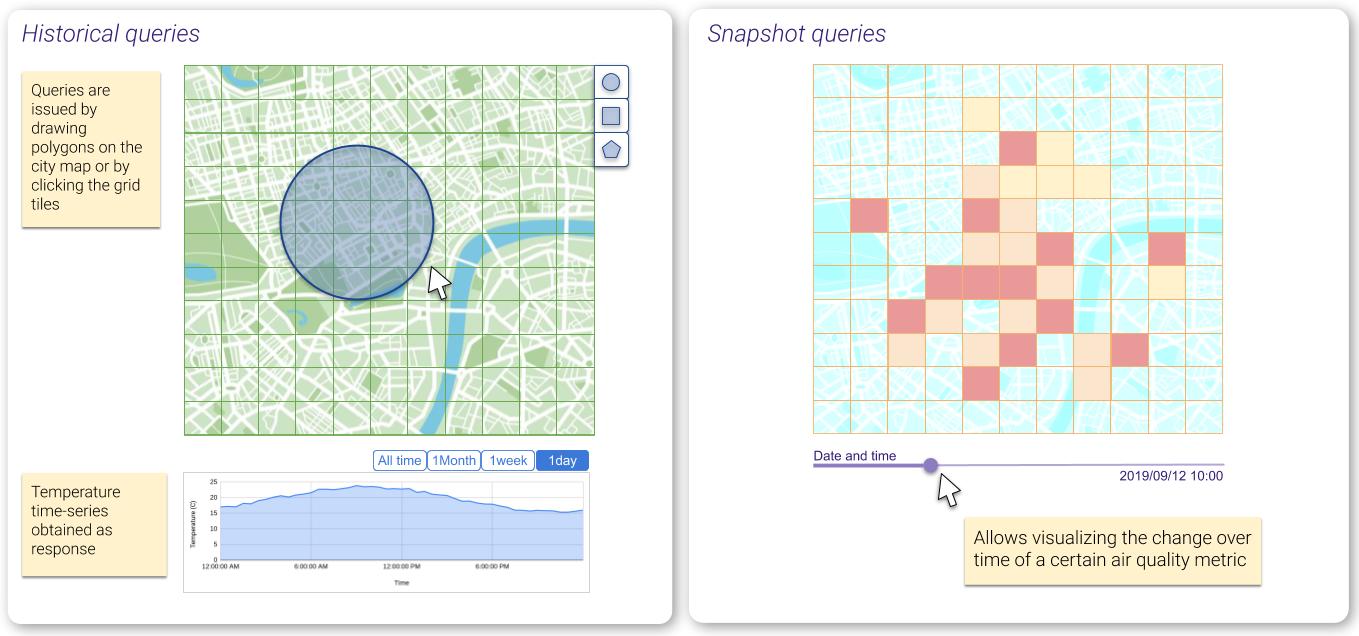 Historical queries
Queries are
issued by
drawing
polygons on the
city map or by
clicking the grid
tiles
All time 1Month 1week 1day
Temperature
time-series
obtained as
response
Temperature (C)
25
20
15
10
5
0
12:00:00 AM 6:00:00 AM 12:00:00 PM 6:00:00 PM
Time
Snapshot queries
Date and time
2019/09/12 10:00
Allows visualizing the change over
time of a certain air quality metric